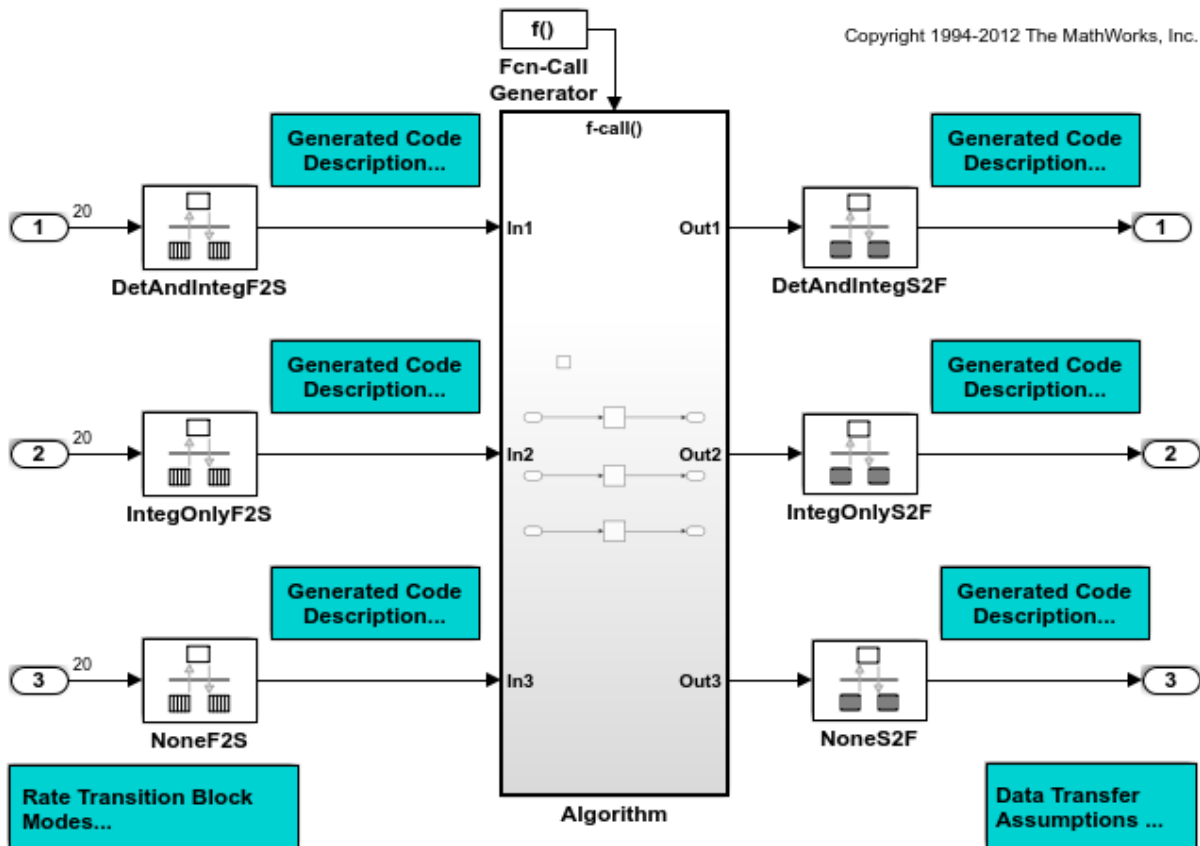 f()
Copyright 1994-2012 The MathWorks, Inc.
Fcn-Call
Generator
f-call()
Generated Code
Description...
Generated Code
Description...
1
20
In1
Out1
1
DetAndIntegF2S
DetAndIntegS2F
Generated Code
Description...
Generated Code
Description...
2
20
In2
Out2
2
IntegOnlyF2S
IntegOnlyS2F
Generated Code
Description...
Generated Code
Description...
3
20
In3
Out3
3
NoneF2S
NoneS2F
Rate Transition Block
Modes...
Algorithm
Data Transfer
Assumptions ...